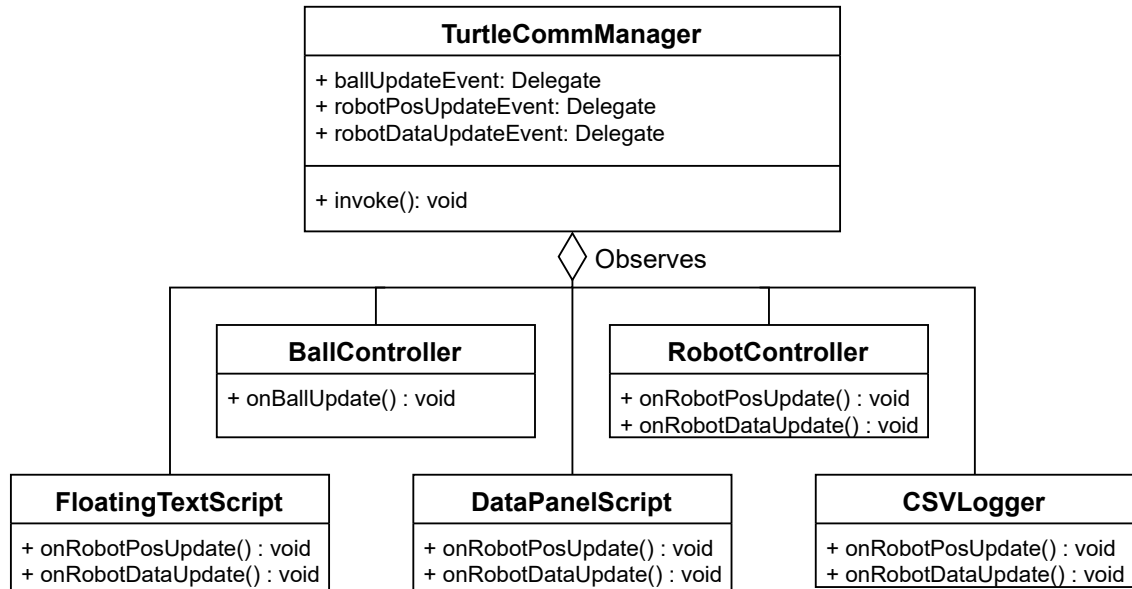 TurtleCommManager
+ ballUpdateEvent: Delegate
+ robotPosUpdateEvent: Delegate
+ robotDataUpdateEvent: Delegate
+ invoke(): void
Observes
BallController
+ onBallUpdate() : void
RobotController
+ onRobotPosUpdate() : void
+ onRobotDataUpdate() : void
FloatingTextScript
+ onRobotPosUpdate() : void
+ onRobotDataUpdate() : void
DataPanelScript
+ onRobotPosUpdate() : void
+ onRobotDataUpdate() : void
CSVLogger
+ onRobotPosUpdate() : void
+ onRobotDataUpdate() : void